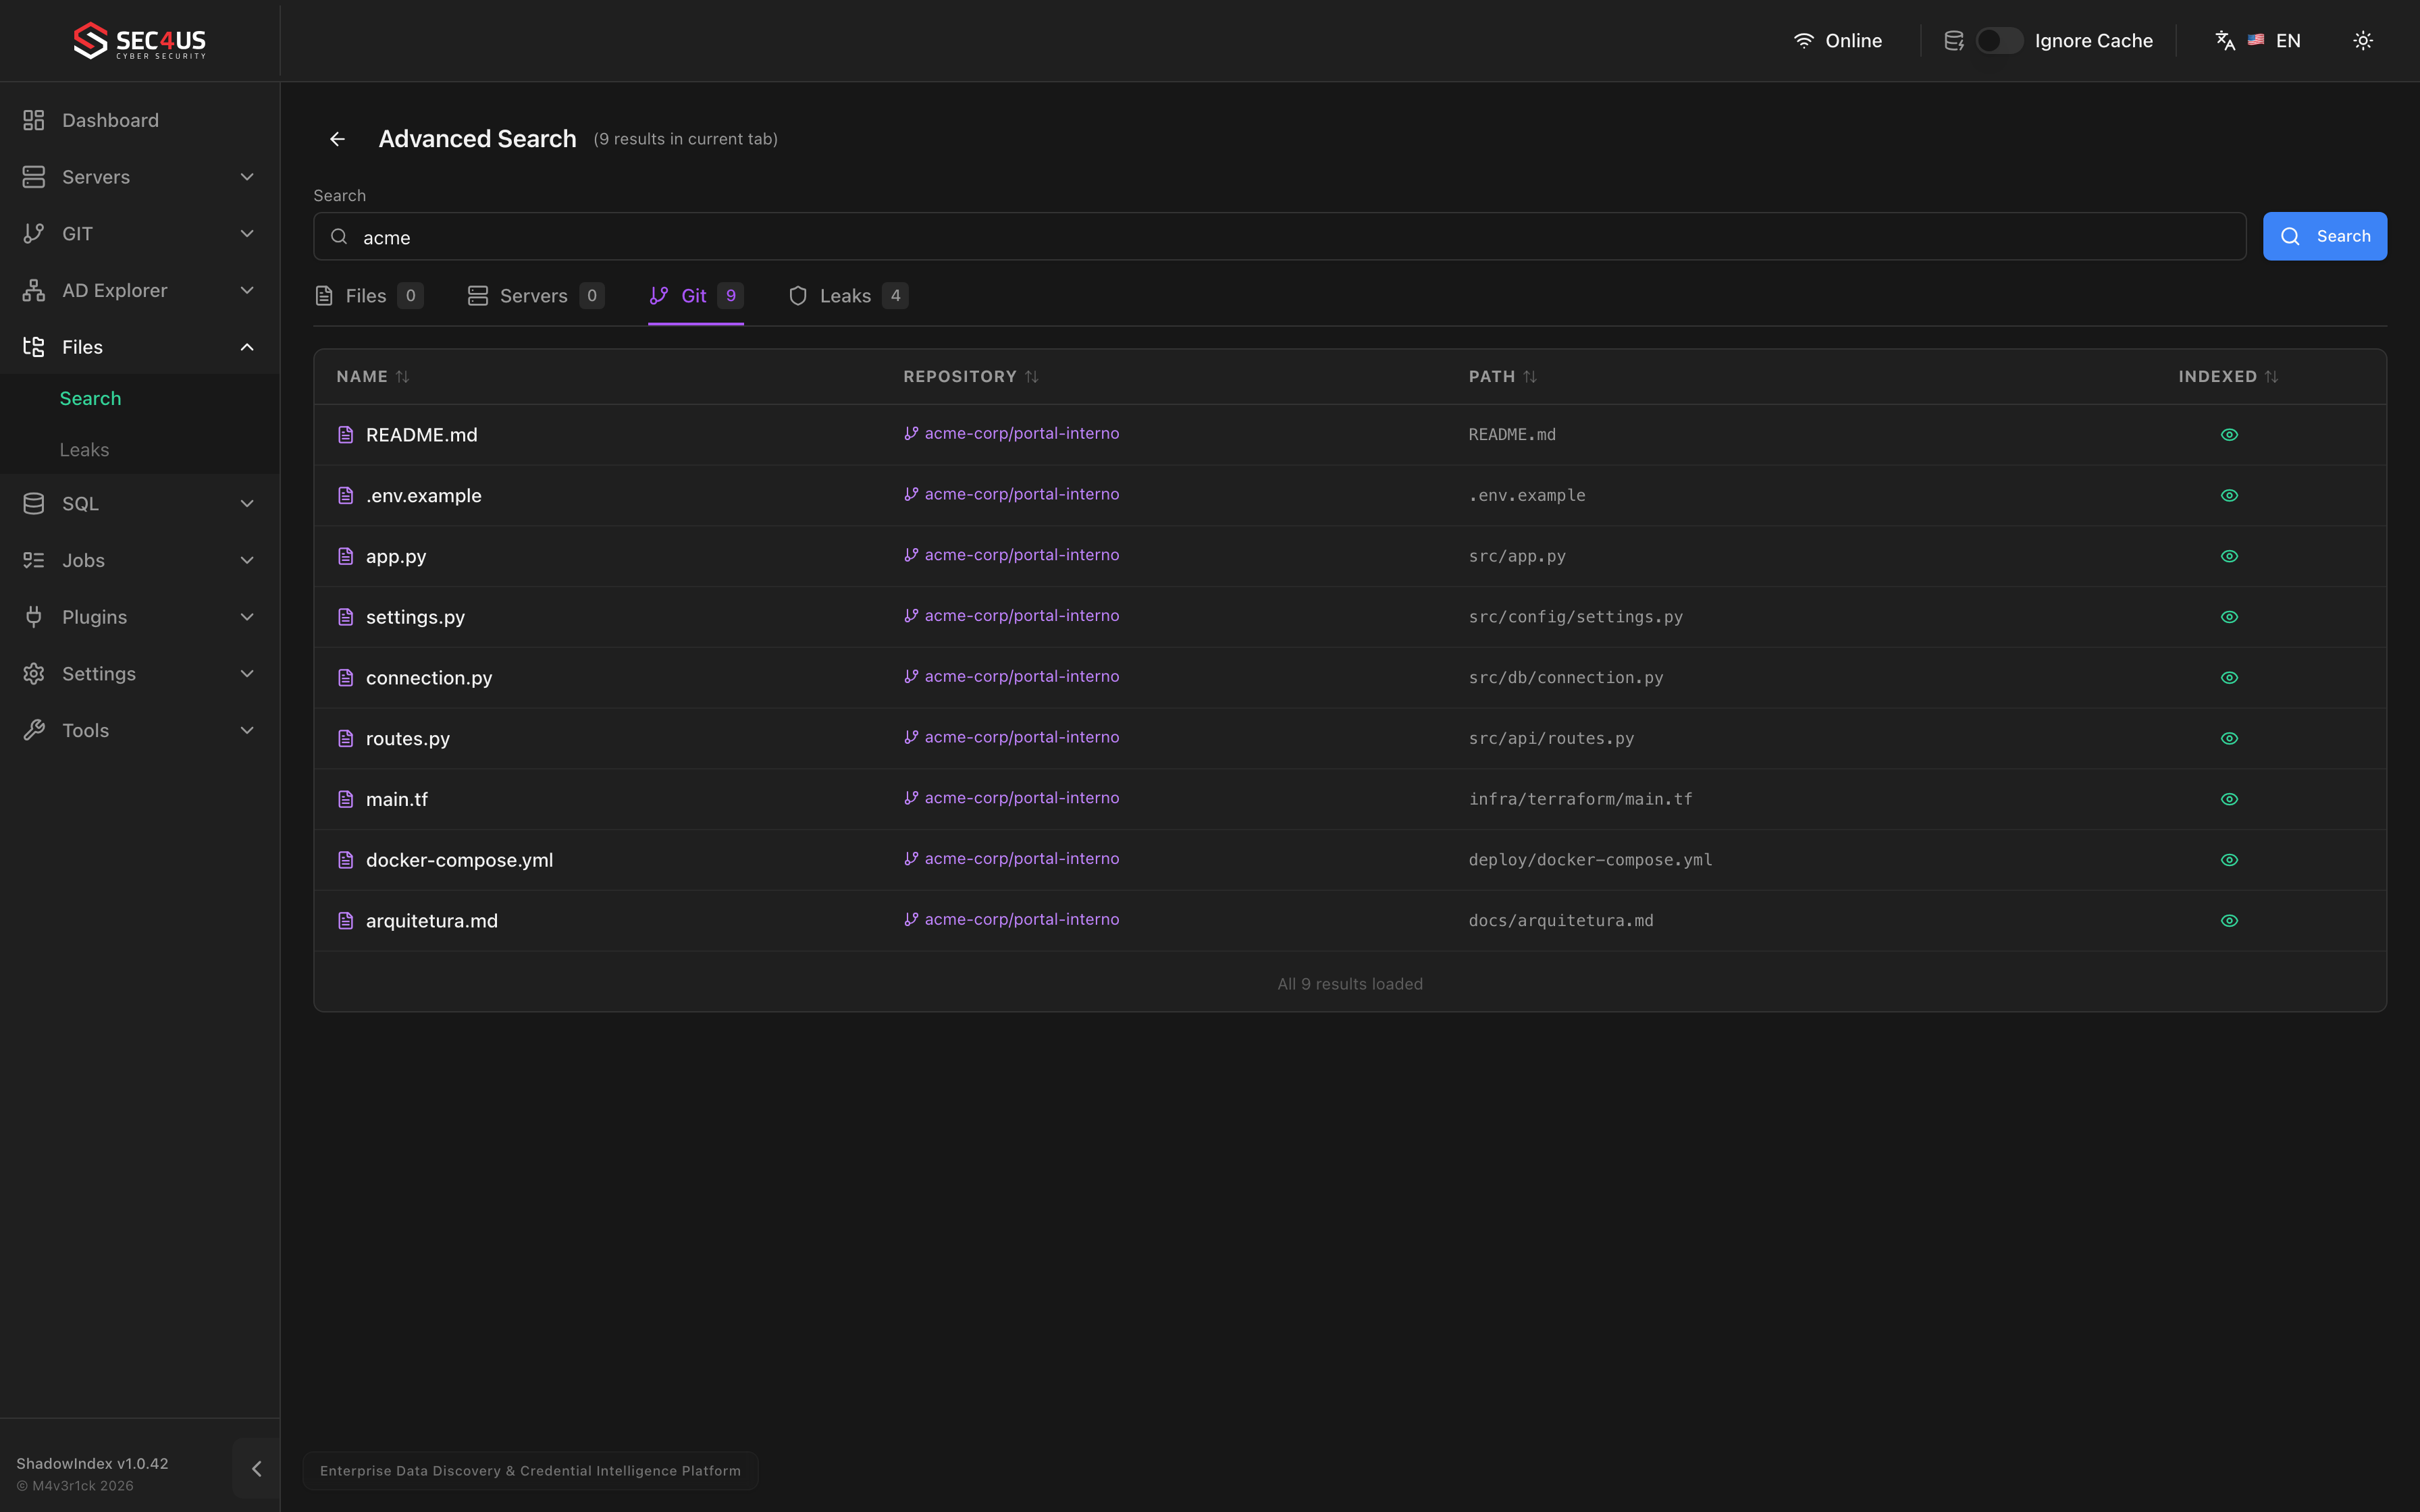 SEC4US
CYBER SECURITY
Online
Ignore Cache
EN
Dashboard
Servers
GIT
AD Explorer
Files
Search
Leaks
SQL
Jobs
Plugins
Settings
Tools
ShadowIndex v1.0.42
© M4v3r1ck 2026
Advanced Search (9 results in current tab)
Search
acme
Search
Files 0 Servers 0 Git 9 Leaks 4
NAME REPOSITORY PATH INDEXED
README.md acme-corp/portal-interno README.md
.env.example acme-corp/portal-interno .env.example
app.py acme-corp/portal-interno src/app.py
settings.py acme-corp/portal-interno src/config/settings.py
connection.py acme-corp/portal-interno src/db/connection.py
routes.py acme-corp/portal-interno src/api/routes.py
main.tf acme-corp/portal-interno infra/terraform/main.tf
docker-compose.yml acme-corp/portal-interno deploy/docker-compose.yml
arquitetura.md acme-corp/portal-interno docs/arquitetura.md
All 9 results loaded
Enterprise Data Discovery & Credential Intelligence Platform